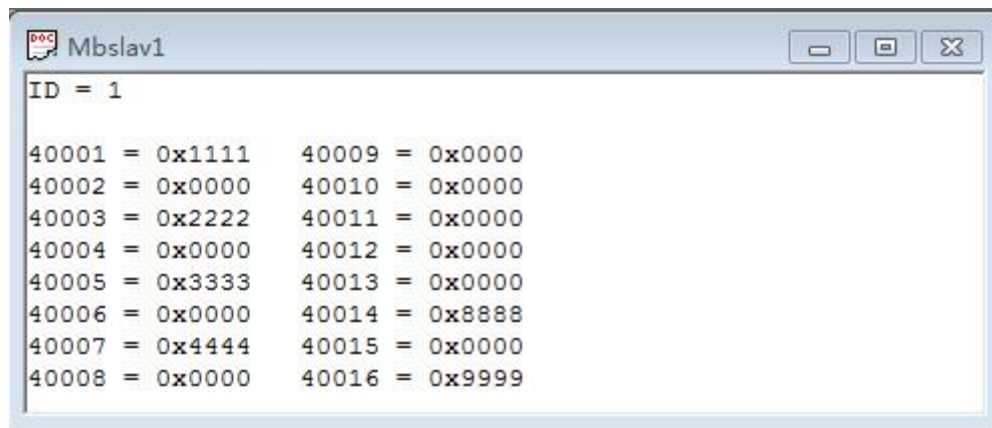 Mbslav1
ID = 1
40001 = 0x1111 40009 = 0x0000
40002 = 0x0000 40010 = 0x0000
40003 = 0x2222 40011 = 0x0000
40004 = 0x0000 40012 = 0x0000
40005 = 0x3333 40013 = 0x0000
40006 = 0x0000 40014 = 0x8888
40007 = 0x4444 40015 = 0x0000
40008 = 0x0000 40016 = 0x9999